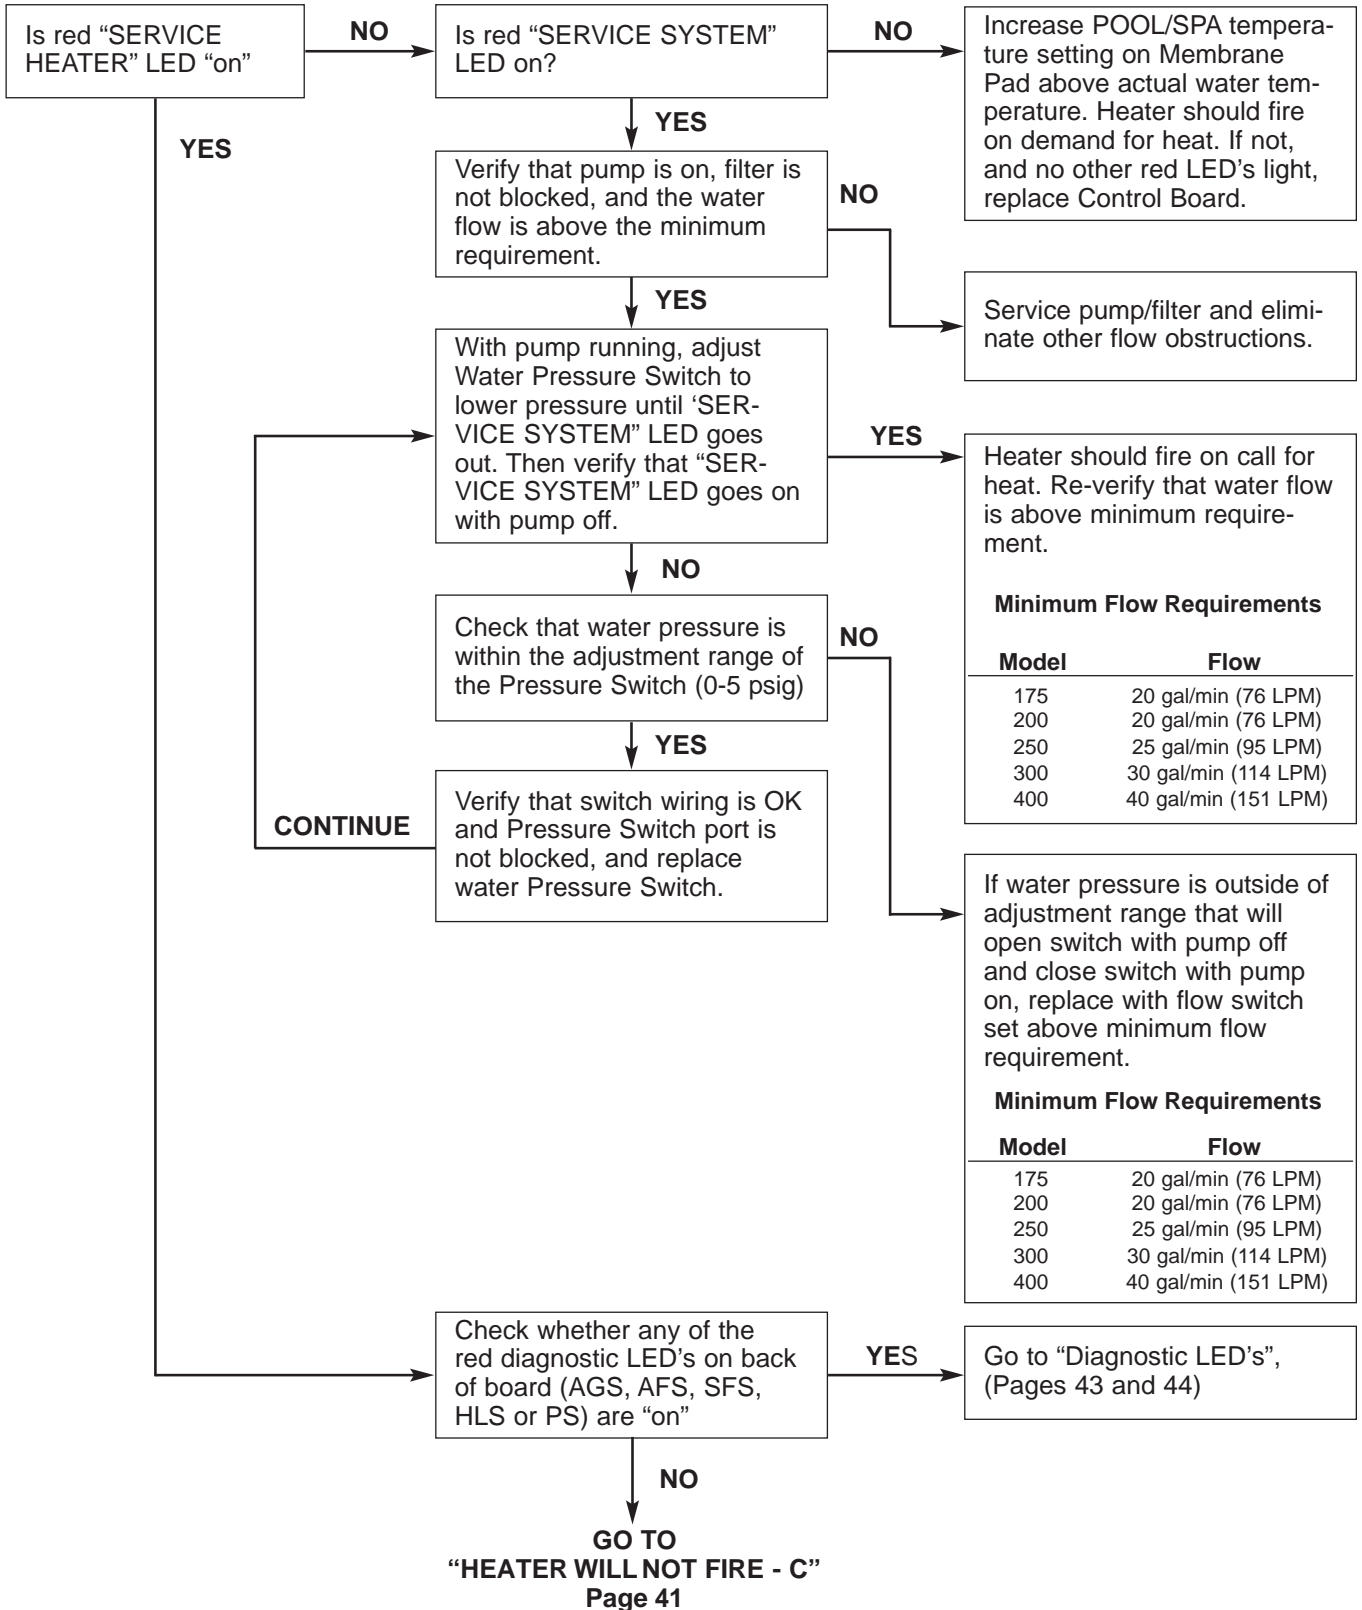 Is red “SERVICE
HEATER” LED “on”
NO
Is red “SERVICE SYSTEM”
LED on?
NO
Increase POOL/SPA tempera-
ture setting on Membrane
Pad above actual water tem-
perature. Heater should fire
on demand for heat. If not,
and no other red LED's light,
replace Control Board.
YES
YES
Verify that pump is on, filter is
not blocked, and the water
flow is above the minimum
requirement.
NO
Service pump/filter and elimi-
nate other flow obstructions.
YES
With pump running, adjust
Water Pressure Switch to
lower pressure until ‘SER-
VICE SYSTEM” LED goes
out. Then verify that “SER-
VICE SYSTEM” LED goes on
with pump off.
YES
Heater should fire on call for
heat. Re-verify that water flow
is above minimum require-
ment.
Minimum Flow Requirements
Model Flow
175 20 gal/min (76 LPM)
200 20 gal/min (76 LPM)
250 25 gal/min (95 LPM)
300 30 gal/min (114 LPM)
400 40 gal/min (151 LPM)
NO
Check that water pressure is
within the adjustment range of
the Pressure Switch (0-5 psig)
NO
YES
Verify that switch wiring is OK
and Pressure Switch port is
not blocked, and replace
water Pressure Switch.
CONTINUE
If water pressure is outside of
adjustment range that will
open switch with pump off
and close switch with pump
on, replace with flow switch
set above minimum flow
requirement.
Minimum Flow Requirements
Model Flow
175 20 gal/min (76 LPM)
200 20 gal/min (76 LPM)
250 25 gal/min (95 LPM)
300 30 gal/min (114 LPM)
400 40 gal/min (151 LPM)
Check whether any of the
red diagnostic LED's on back
of board (AGS, AFS, SFS,
HLS or PS) are “on”
YES
Go to “Diagnostic LED's”,
(Pages 43 and 44)
NO
GO TO
“HEATER WILL NOT FIRE - C”
Page 41